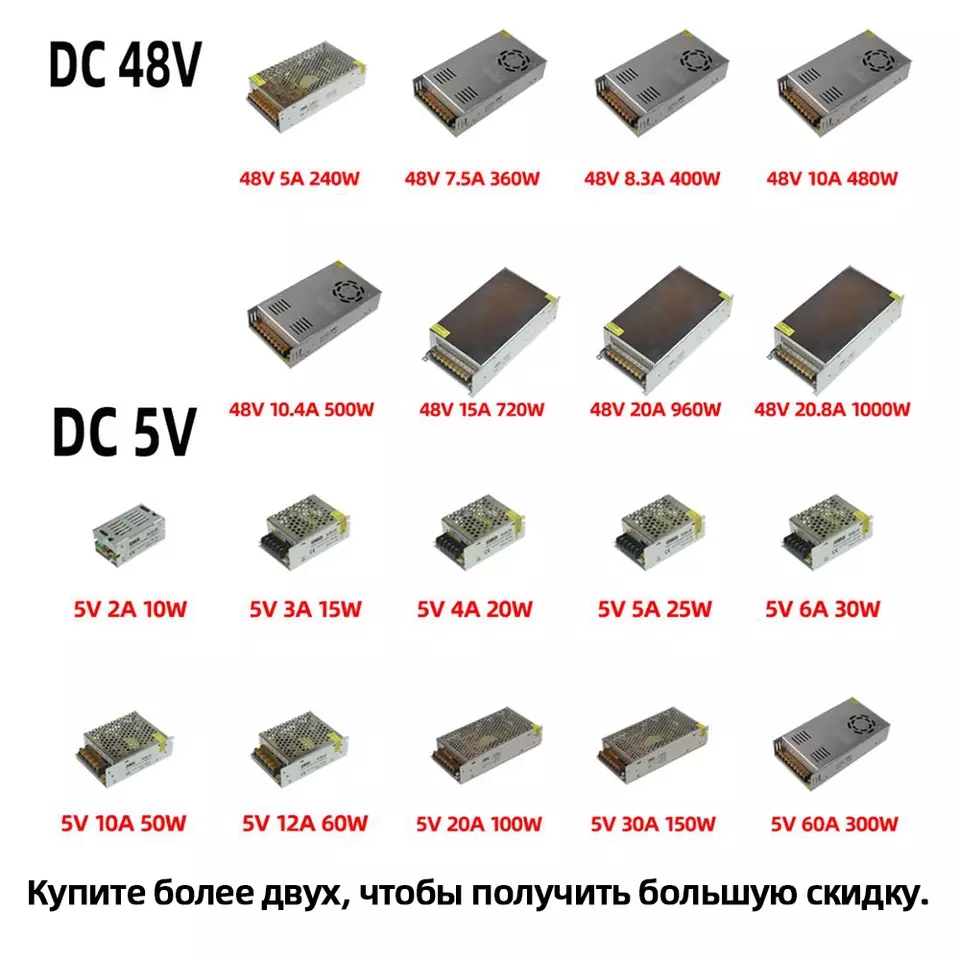 DC 48V
48V 5A 240W
48V 7.5A 360W
48V 8.3A 400W
48V 10A 480W
48V 10.4A 500W
48V 15A 720W
48V 20A 960W
48V 20.8A 1000W
DC 5V
5V 2A 10W
5V 3A 15W
5V 4A 20W
5V 5A 25W
5V 6A 30W
5V 10A 50W
5V 12A 60W
5V 20A 100W
5V 30A 150W
5V 60A 300W
Купите более двух, чтобы получить большую скидку.